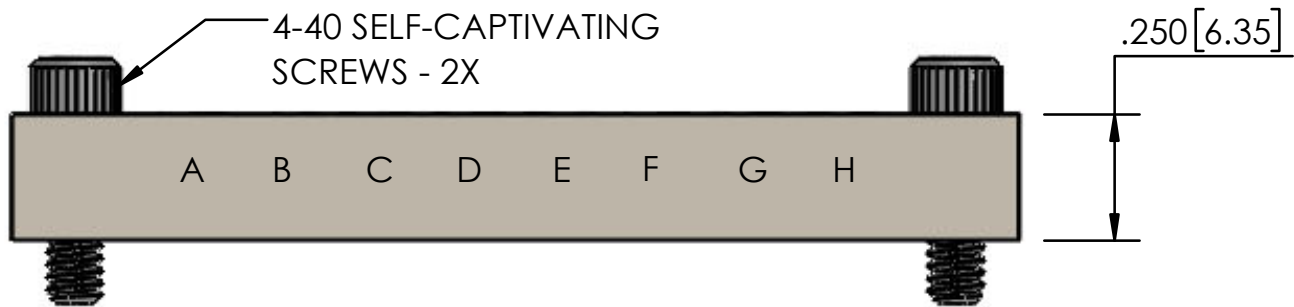 4-40 SELF-CAPTIVATING
SCREWS - 2X
.250[6.35]
A B C D E F G H